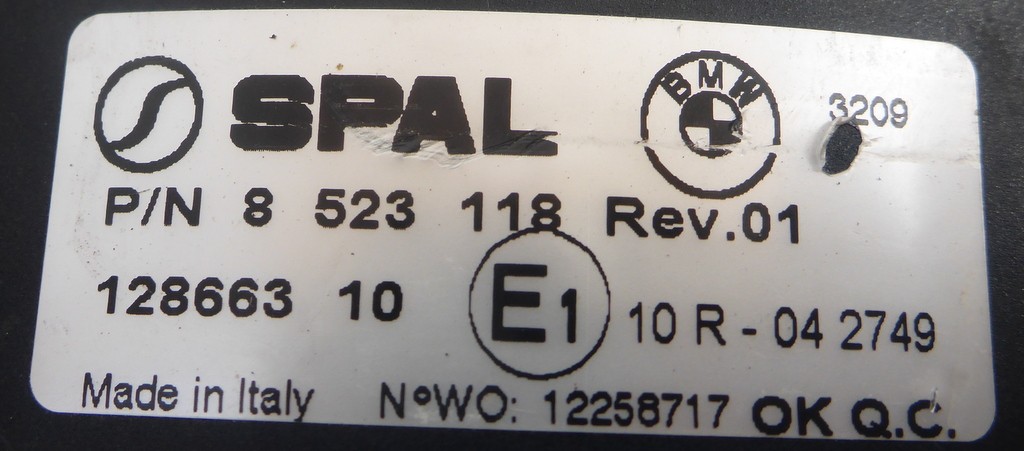 SPAL BMW 3209
P/N 8 523 118 Rev.01
128663 10 E1 10 R - 04 2749
Made in Italy N°WO: 12258717 OK Q.C.